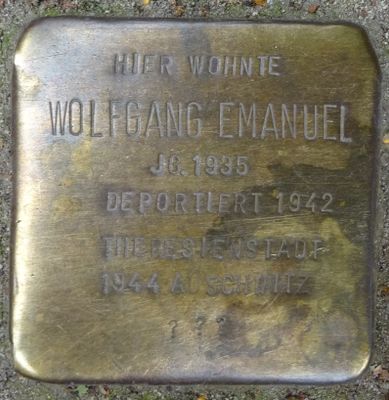 HIER WOHNTE
WOLFGANG EMANUEL
JG. 1935
DEPORTIERT 1942
THERESIENSTADT
1944 AUSCHWITZ
? ? ?